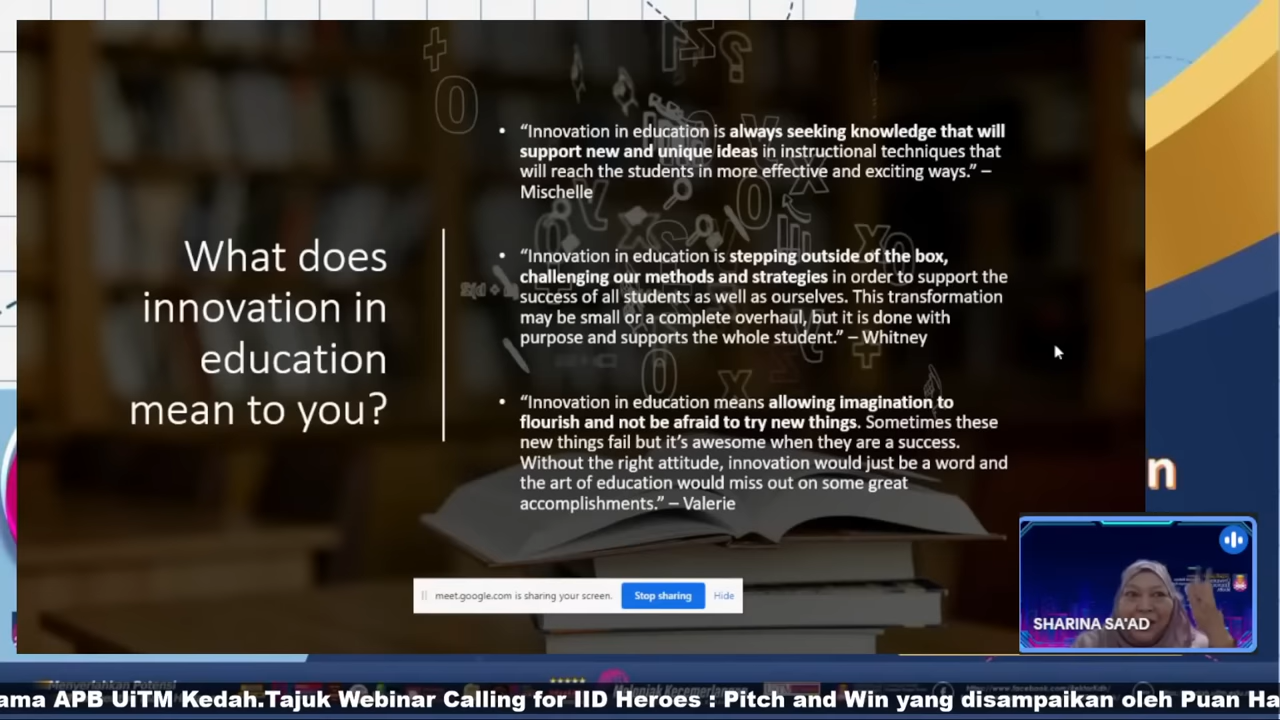 What does
innovation in
education
mean to you?
• “Innovation in education is always seeking knowledge that will
support new and unique ideas in instructional techniques that
will reach the students in more effective and exciting ways.” –
Mischelle
• “Innovation in education is stepping outside of the box,
challenging our methods and strategies in order to support the
success of all students as well as ourselves. This transformation
may be small or a complete overhaul, but it is done with
purpose and supports the whole student.” – Whitney
• “Innovation in education means allowing imagination to
flourish and not be afraid to try new things. Sometimes these
new things fail but it’s awesome when they are a success.
Without the right attitude, innovation would just be a word and
the art of education would miss out on some great
accomplishments.” – Valerie
n
meet.google.com is sharing your screen. Stop sharing Hide
SHARINA SA'AD
Menyerlahkan Potensi
ama APB UiTM Kedah.Tajuk Webinar Calling for IID Heroes : Pitch and Win yang disampaikan oleh Puan Ha